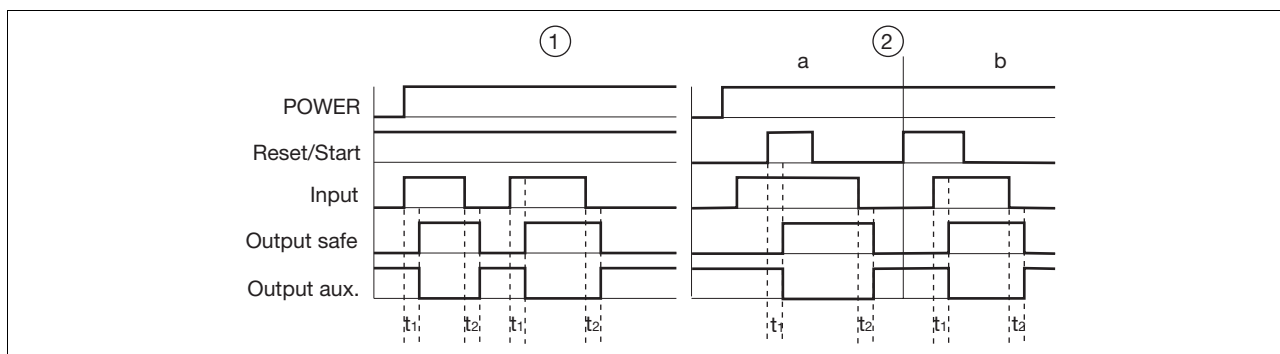 1 2
a b
POWER
Reset/Start
Input
Output safe
Output aux.
t1 t2 t1 t2 t1 t2 t1 t2